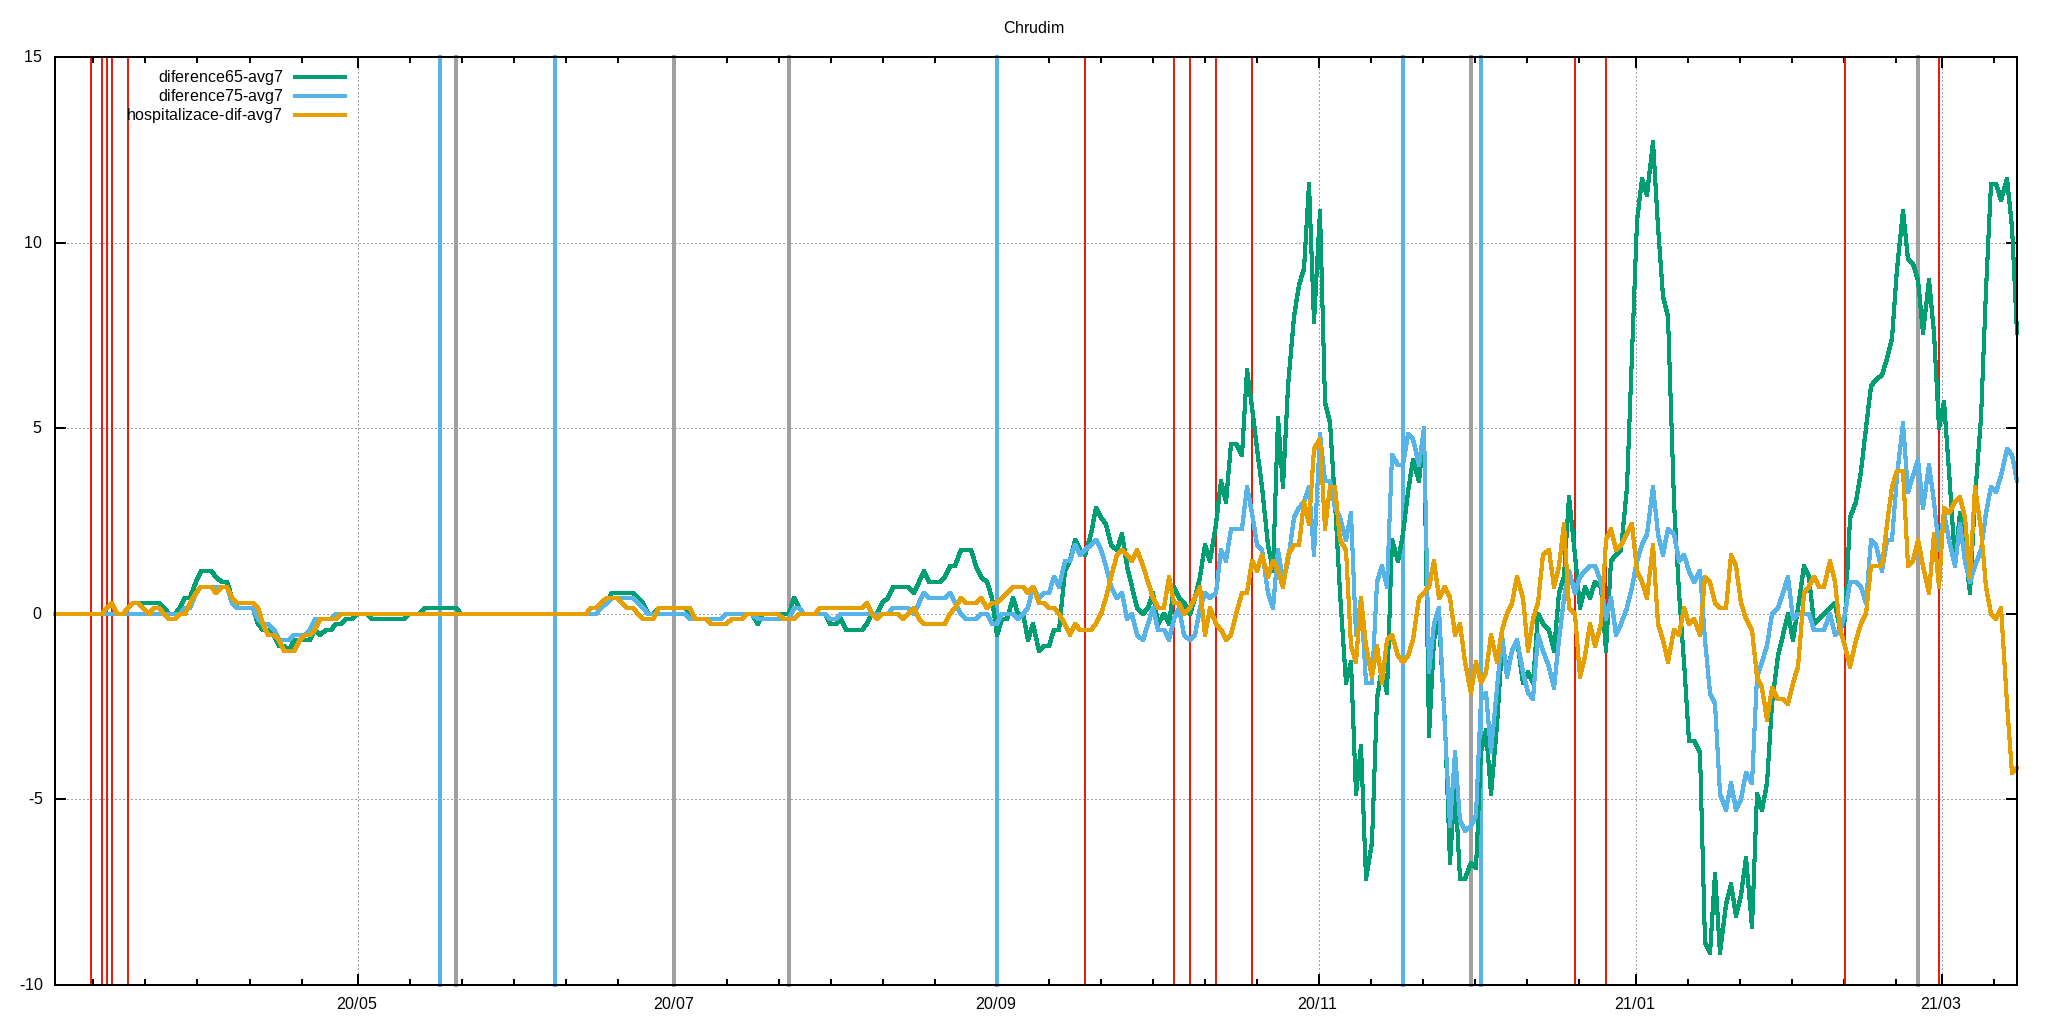 Chrudim
15
diference65-avg7
diference75-avg7
hospitalizace-dif-avg7
10
5
0
-5
-10
20/05 20/07 20/09 20/11 21/01 21/03